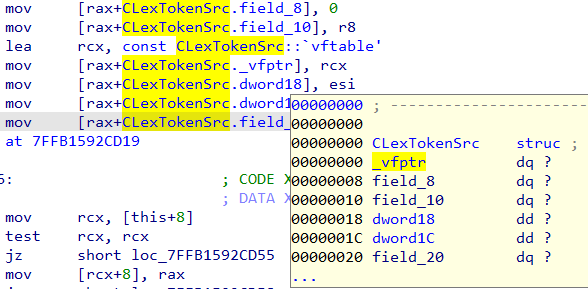 mov [rax+CLexTokenSrc.field_8], 0
mov [rax+CLexTokenSrc.field_10], r8
lea rcx, const CLexTokenSrc::`vftable'
mov [rax+CLexTokenSrc._vfptr], rcx
mov [rax+CLexTokenSrc.dword18], esi
mov [rax+CLexTokenSrc.dword1
mov [rax+CLexTokenSrc.field_
at 7FFB1592CD19
; CODE X
; DATA X
mov rcx, [this+8]
test rcx, rcx
jz short loc_7FFB1592CD55
mov [rcx+8], rax
00000000 ; -----------------------
00000000
00000000 CLexTokenSrc struc ;
00000000 _vfptr dq ?
00000008 field_8 dq ?
00000010 field_10 dq ?
00000018 dword18 dd ?
0000001C dword1C dd ?
00000020 field_20 dq ?
...